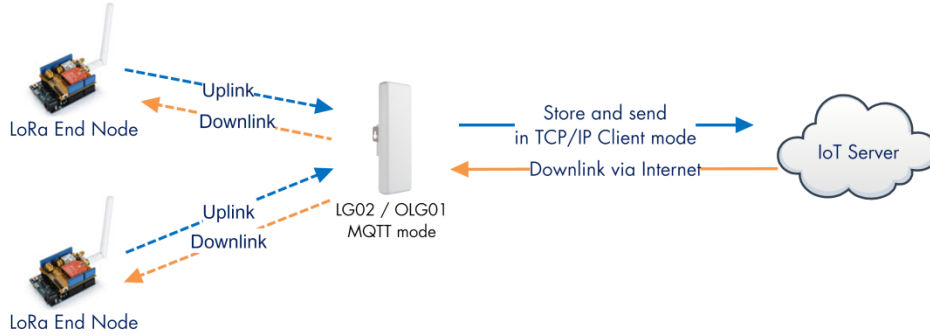 Uplink
Downlink
LoRa End Node
Store and send
in TCP/IP Client mode
IoT Server
Downlink via Internet
LG02 / OLG01
MQTT mode
Uplink
Downlink
LoRa End Node